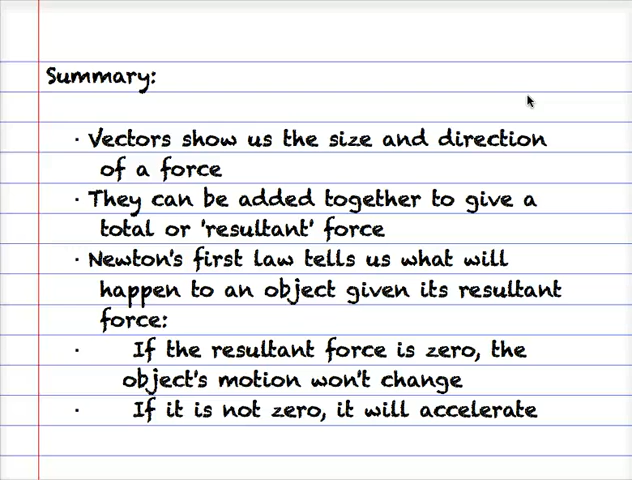 Summary:
· Vectors show us the size and direction
of a force
· They can be added together to give a
total or 'resultant' force
· Newton's first law tells us what will
happen to an object given its resultant
force:
· If the resultant force is zero, the
object's motion won't change
· If it is not zero, it will accelerate